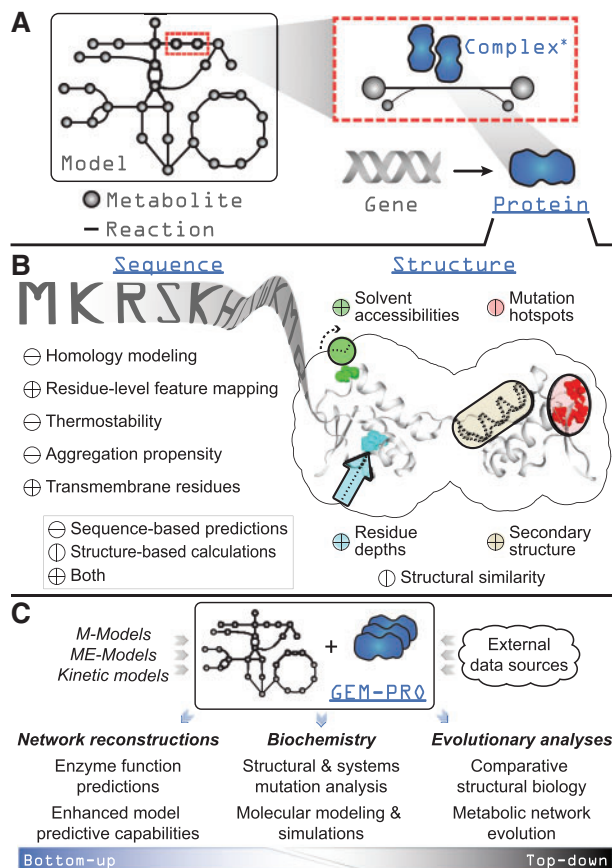 A
Complex*
Model
Metabolite
Reaction
Gene
Protein
B
Sequence
Structure
MKRSK
Solvent
accessibilities
Mutation
hotspots
Homology modeling
Residue-level feature mapping
Thermostability
Aggregation propensity
Transmembrane residues
Sequence-based predictions
Structure-based calculations
Both
Residue
depths
Secondary
structure
Structural similarity
C
M-Models
ME-Models
Kinetic models
+
GEM-PRO
External
data sources
Network reconstructions
Enzyme function
predictions
Enhanced model
predictive capabilities
Biochemistry
Structural & systems
mutation analysis
Molecular modeling &
simulations
Evolutionary analyses
Comparative
structural biology
Metabolic network
evolution
Bottom-up
Top-down